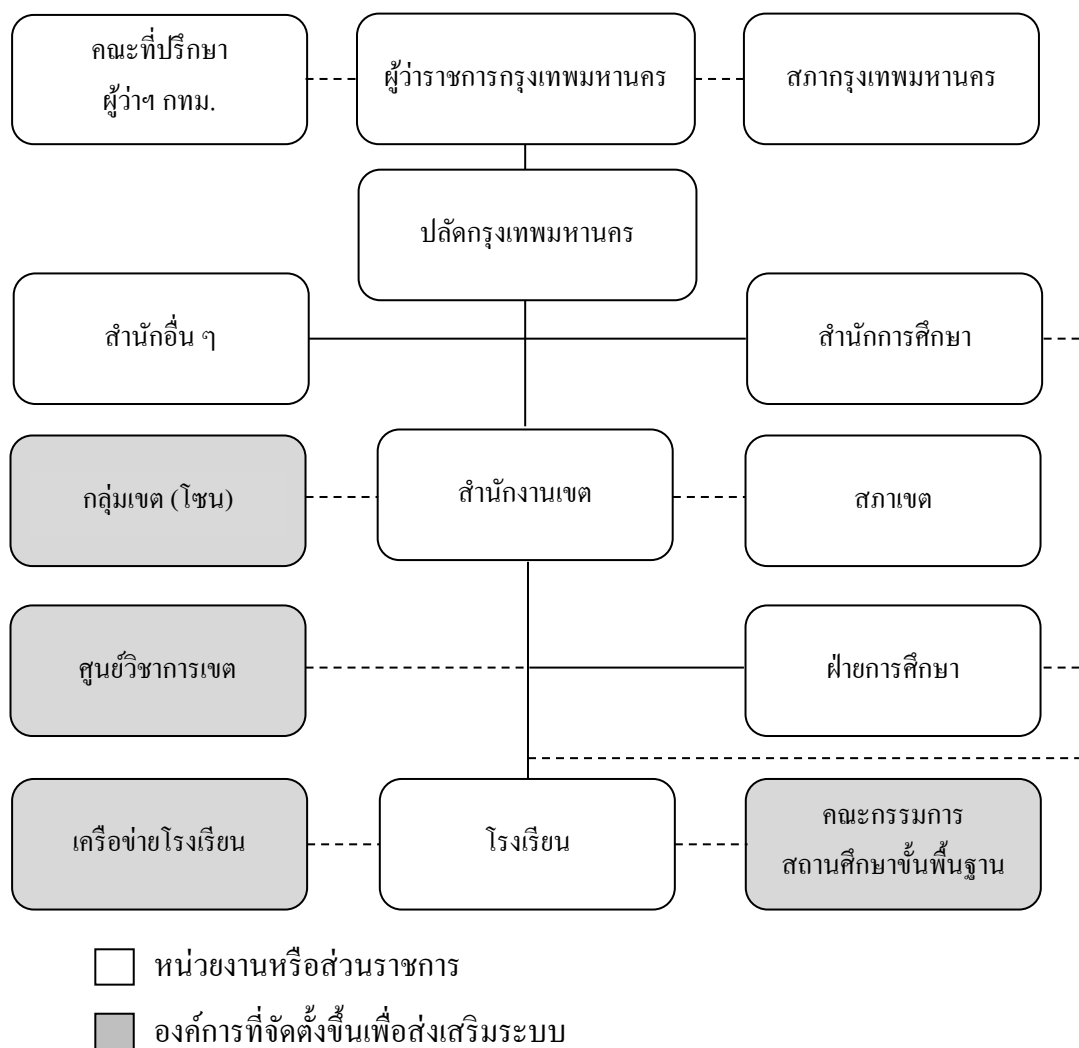 คณะที่ปรึกษา
ผู้ว่าฯ กทม.
ผู้ว่าราชการกรุงเทพมหานคร
สภากรุงเทพมหานคร
ปลัดกรุงเทพมหานคร
สำนักอื่น ๆ
สำนักการศึกษา
กลุ่มเขต (โซน)
สำนักงานเขต
สภาเขต
ศูนย์วิชาการเขต
ฝ่ายการศึกษา
เครือข่ายโรงเรียน
โรงเรียน
คณะกรรมการ
สถานศึกษาขั้นพื้นฐาน
หน่วยงานหรือส่วนราชการ
องค์การที่จัดตั้งขึ้นเพื่อส่งเสริมระบบ